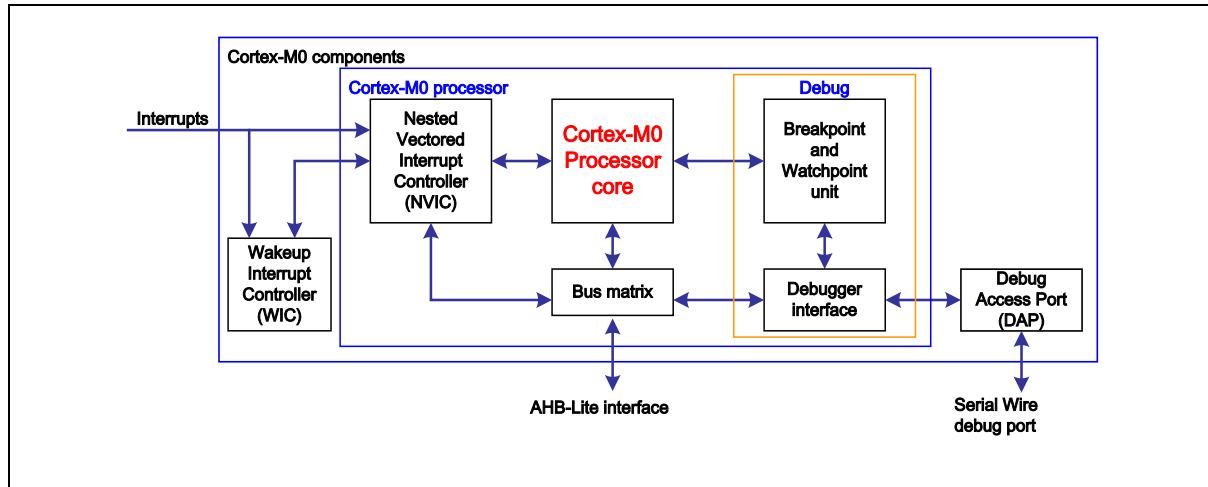 Cortex-M0 components
Cortex-M0 processor
Debug
Interrupts
Nested
Vectored
Interrupt
Controller
(NVIC)
Cortex-M0
Processor
core
Breakpoint
and
Watchpoint
unit
Wakeup
Interrupt
Controller
(WIC)
Bus matrix
Debugger
interface
Debug
Access Port
(DAP)
AHB-Lite interface
Serial Wire
debug port